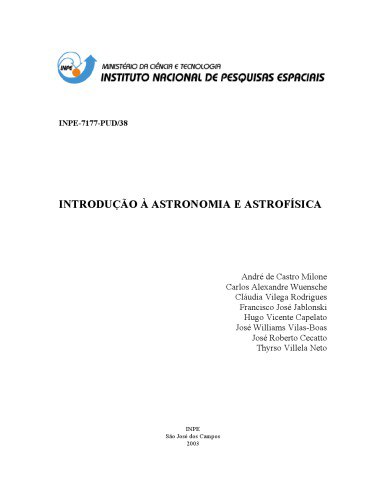 INPE
MINISTÉRIO DA CIÊNCIA E TECNOLOGIA
INSTITUTO NACIONAL DE PESQUISAS ESPACIAIS
INPE-7177-PUD/38
INTRODUÇÃO À ASTRONOMIA E ASTROFÍSICA
André de Castro Milone
Carlos Alexandre Wuensche
Cláudia Vilega Rodrigues
Francisco José Jablonski
Hugo Vicente Capelato
José Williams Vilas-Boas
José Roberto Cecatto
Thyrso Villela Neto
INPE
São José dos Campos
2003